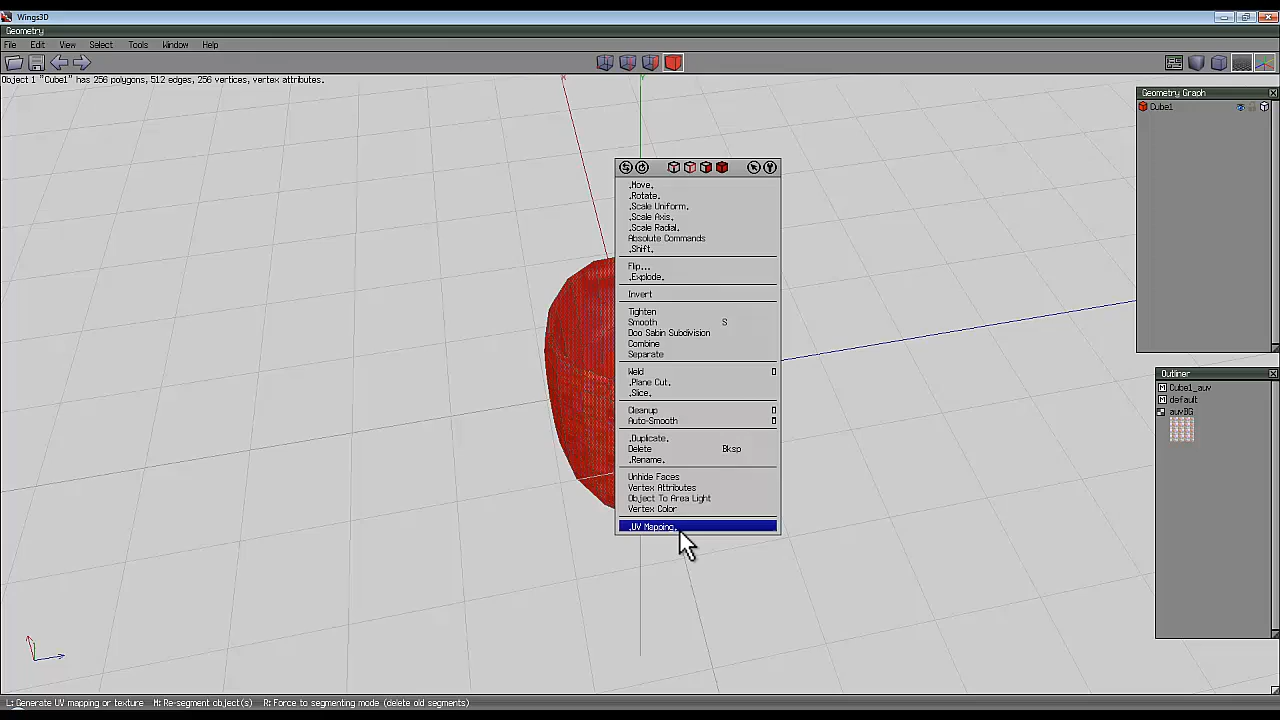 Wings3D
Geometry
File Edit View Select Tools Window Help
Object 1 "Cube1" has 256 polygons, 512 edges, 256 vertices, vertex attributes.
Geometry Graph
Cube1
.Move.
.Rotate.
.Scale Uniform.
.Scale Axis.
.Scale Radial.
Absolute Commands
.Shift.
Flip...
.Explode.
Invert
Tighten
Smooth S
Doo Sabin Subdivision
Combine
Separate
Weld
.Plane Cut.
.Slice.
Cleanup
Auto-Smooth
.Duplicate.
Delete Bksp
.Rename.
Unhide Faces
Vertex Attributes
Object To Area Light
Vertex Color
.UV Mapping.
Outliner
M Cube1_auv
M default
auvBG
X
Y
L:Generate UV mapping or texture M:Re-segment object(s) R:Force to segmenting mode (delete old segments)